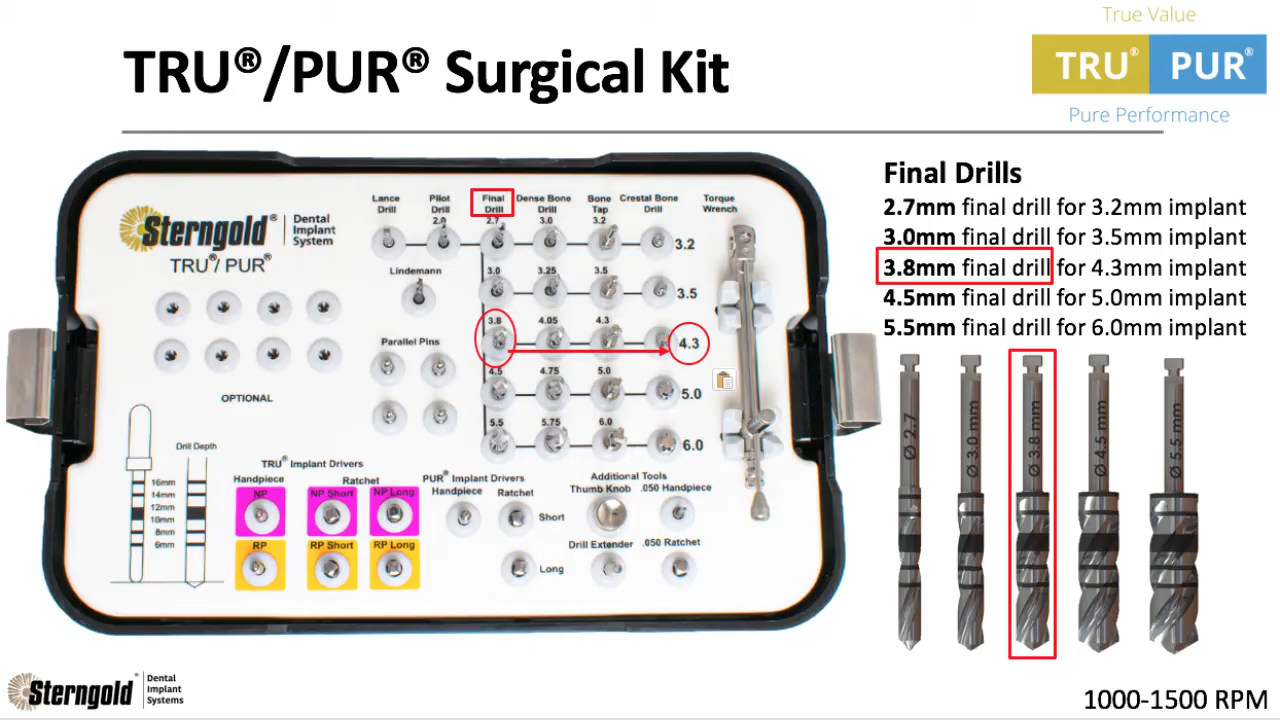 True Value
TRU®/PUR® Surgical Kit
TRU® PUR®
Pure Performance
Final Drills
2.7mm final drill for 3.2mm implant
3.0mm final drill for 3.5mm implant
3.8mm final drill for 4.3mm implant
4.5mm final drill for 5.0mm implant
5.5mm final drill for 6.0mm implant
Sterngold® Dental
Implant
System
TRU®/ PUR®
Lance
Drill
Pilot
Drill
2.0
Final
Drill
2.7
Dense Bone
Drill
3.0
Bone
Tap
3.2
Crestal Bone
Drill
Torque
Wrench
3.2
Lindemann
3.0 3.25 3.5
3.5
3.8 4.05 4.3
4.3
Parallel Pins
4.5 4.75 5.0
5.0
OPTIONAL
5.5 5.75 6.0
6.0
Drill Depth
16mm
14mm
12mm
10mm
8mm
6mm
TRU® Implant Drivers
Handpiece Ratchet
NP NP Short NP Long
RP RP Short RP Long
PUR® Implant Drivers
Handpiece Ratchet
Short
Long
Additional Tools
Thumb Knob .050 Handpiece
Drill Extender .050 Ratchet
Ø 2.7
Ø 3.0 mm
Ø 3.8 mm
Ø 4.5 mm
Ø 5.5 mm
Sterngold® Dental
Implant
Systems
1000-1500 RPM